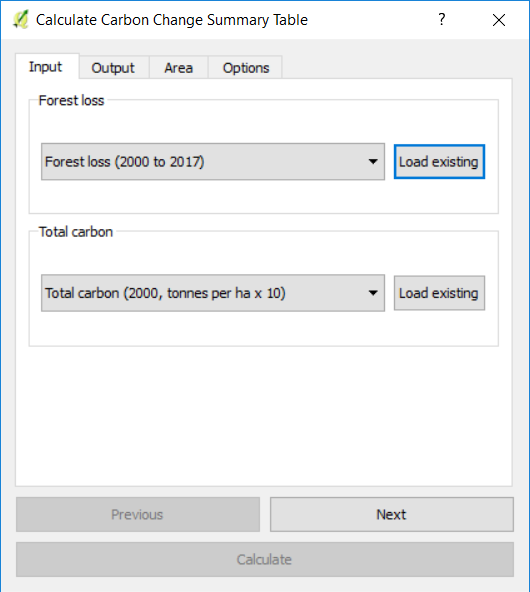 Calculate Carbon Change Summary Table ?
Input Output Area Options
Forest loss
Forest loss (2000 to 2017) Load existing
Total carbon
Total carbon (2000, tonnes per ha x 10) Load existing
Previous Next
Calculate